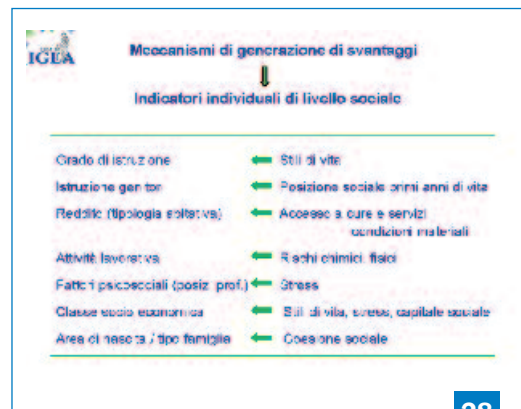 IGEA
Meccanismi di generazione di svantaggi
Indicatori individuali di livello sociale
Grado di istruzione Stili di vita
Istruzione genitori Posizione sociale primi anni di vita
Reddito (tipologia abitativa) Accesso a cure e servizi
condizioni materiali
Attività lavorativa Rischi chimici, fisici
Fattori psicosociali (posiz. prof.) Stress
Classe socio economica Stili di vita, stress, capitale sociale
Area di nascita / tipo famiglia Coesione sociale